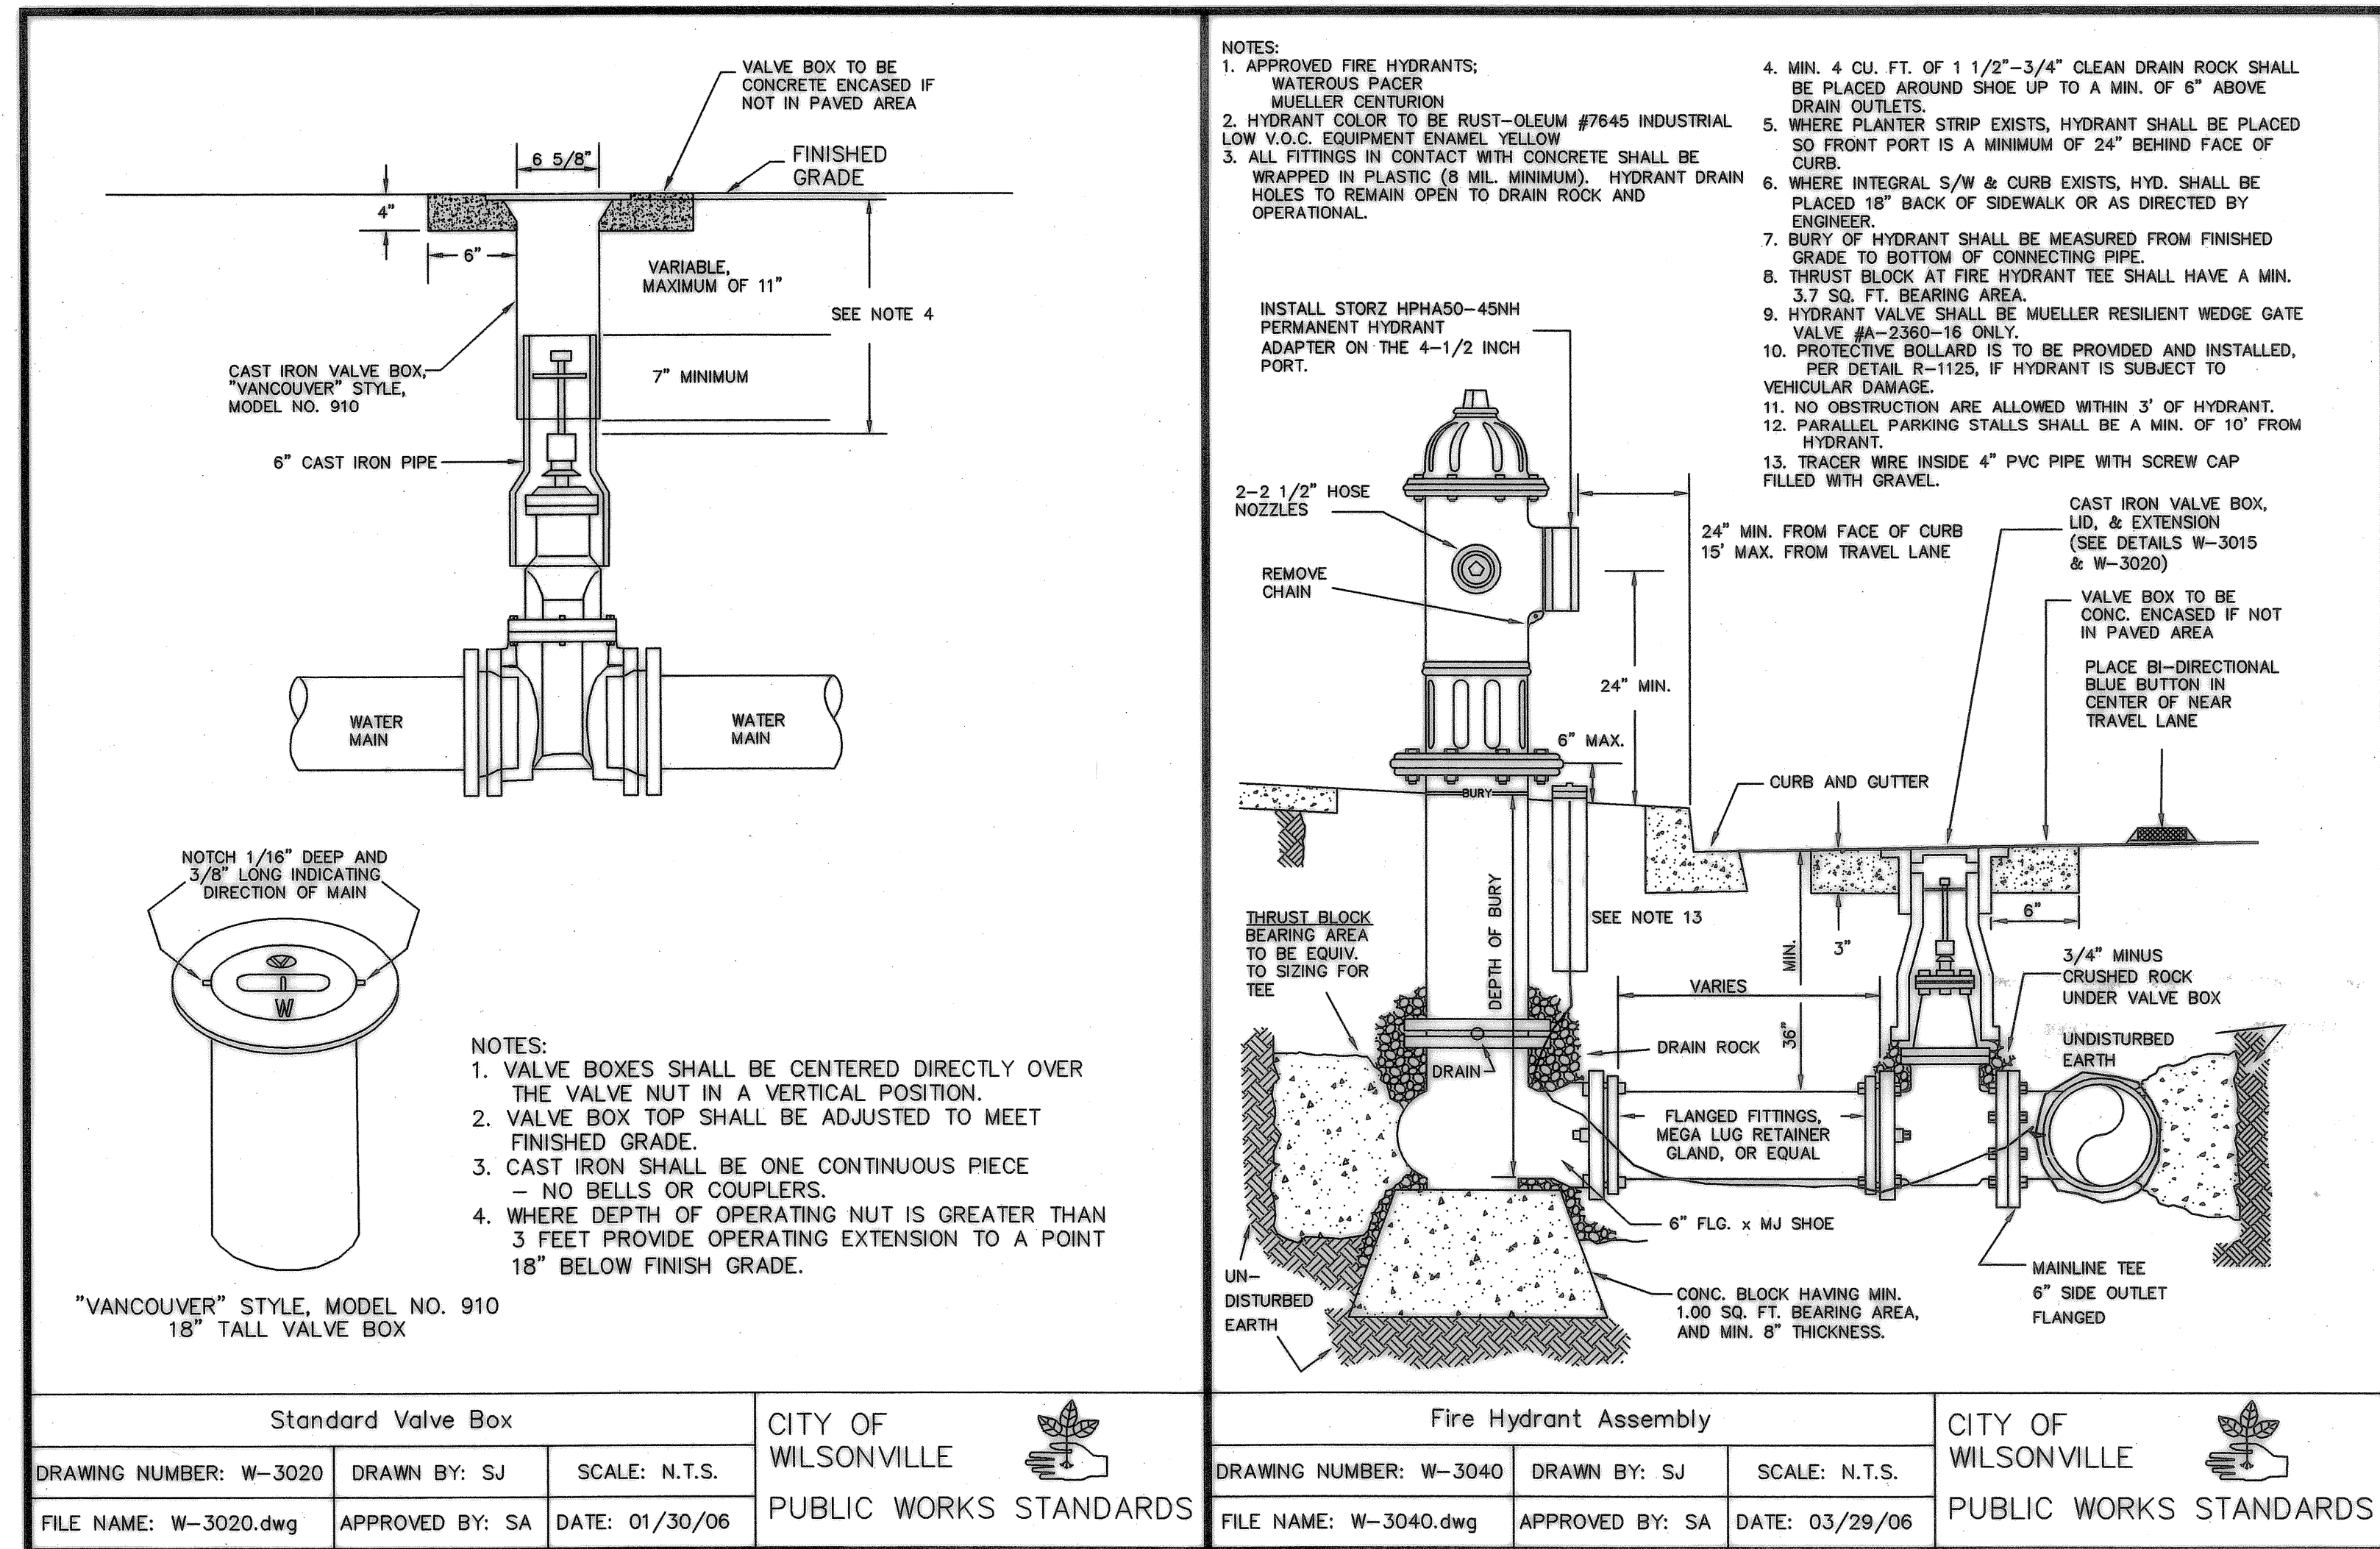 VALVE BOX TO BE
CONCRETE ENCASED IF
NOT IN PAVED AREA
6 5/8"
FINISHED
GRADE
4"
6"
VARIABLE,
MAXIMUM OF 11"
SEE NOTE 4
CAST IRON VALVE BOX,
"VANCOUVER" STYLE,
MODEL NO. 910
7" MINIMUM
6" CAST IRON PIPE
WATER
MAIN
WATER
MAIN
NOTCH 1/16" DEEP AND
3/8" LONG INDICATING
DIRECTION OF MAIN
W
"VANCOUVER" STYLE, MODEL NO. 910
18" TALL VALVE BOX
NOTES:
1. VALVE BOXES SHALL BE CENTERED DIRECTLY OVER
THE VALVE NUT IN A VERTICAL POSITION.
2. VALVE BOX TOP SHALL BE ADJUSTED TO MEET
FINISHED GRADE.
3. CAST IRON SHALL BE ONE CONTINUOUS PIECE
– NO BELLS OR COUPLERS.
4. WHERE DEPTH OF OPERATING NUT IS GREATER THAN
3 FEET PROVIDE OPERATING EXTENSION TO A POINT
18" BELOW FINISH GRADE.
Standard Valve Box
DRAWING NUMBER: W-3020
DRAWN BY: SJ
SCALE: N.T.S.
FILE NAME: W-3020.dwg
APPROVED BY: SA
DATE: 01/30/06
CITY OF
WILSONVILLE
PUBLIC WORKS STANDARDS
NOTES:
1. APPROVED FIRE HYDRANTS;
WATEROUS PACER
MUELLER CENTURION
2. HYDRANT COLOR TO BE RUST-OLEUM #7645 INDUSTRIAL
LOW V.O.C. EQUIPMENT ENAMEL YELLOW
3. ALL FITTINGS IN CONTACT WITH CONCRETE SHALL BE
WRAPPED IN PLASTIC (8 MIL. MINIMUM). HYDRANT DRAIN
HOLES TO REMAIN OPEN TO DRAIN ROCK AND
OPERATIONAL.
4. MIN. 4 CU. FT. OF 1 1/2"-3/4" CLEAN DRAIN ROCK SHALL
BE PLACED AROUND SHOE UP TO A MIN. OF 6" ABOVE
DRAIN OUTLETS.
5. WHERE PLANTER STRIP EXISTS, HYDRANT SHALL BE PLACED
SO FRONT PORT IS A MINIMUM OF 24" BEHIND FACE OF
CURB.
6. WHERE INTEGRAL S/W & CURB EXISTS, HYD. SHALL BE
PLACED 18" BACK OF SIDEWALK OR AS DIRECTED BY
ENGINEER.
7. BURY OF HYDRANT SHALL BE MEASURED FROM FINISHED
GRADE TO BOTTOM OF CONNECTING PIPE.
8. THRUST BLOCK AT FIRE HYDRANT TEE SHALL HAVE A MIN.
3.7 SQ. FT. BEARING AREA.
9. HYDRANT VALVE SHALL BE MUELLER RESILIENT WEDGE GATE
VALVE #A-2360-16 ONLY.
10. PROTECTIVE BOLLARD IS TO BE PROVIDED AND INSTALLED,
PER DETAIL R-1125, IF HYDRANT IS SUBJECT TO
VEHICULAR DAMAGE.
11. NO OBSTRUCTION ARE ALLOWED WITHIN 3' OF HYDRANT.
12. PARALLEL PARKING STALLS SHALL BE A MIN. OF 10' FROM
HYDRANT.
13. TRACER WIRE INSIDE 4" PVC PIPE WITH SCREW CAP
FILLED WITH GRAVEL.
INSTALL STORZ HPHA50-45NH
PERMANENT HYDRANT
ADAPTER ON THE 4-1/2 INCH
PORT.
2-2 1/2" HOSE
NOZZLES
REMOVE
CHAIN
24" MIN. FROM FACE OF CURB
15' MAX. FROM TRAVEL LANE
CAST IRON VALVE BOX,
LID, & EXTENSION
(SEE DETAILS W-3015
& W-3020)
VALVE BOX TO BE
CONC. ENCASED IF NOT
IN PAVED AREA
PLACE BI-DIRECTIONAL
BLUE BUTTON IN
CENTER OF NEAR
TRAVEL LANE
24" MIN.
6" MAX.
CURB AND GUTTER
BURY
DEPTH OF BURY
SEE NOTE 13
THRUST BLOCK
BEARING AREA
TO BE EQUIV.
TO SIZING FOR
TEE
3"
6"
36" MIN.
VARIES
3/4" MINUS
CRUSHED ROCK
UNDER VALVE BOX
UNDISTURBED
EARTH
DRAIN ROCK
DRAIN
FLANGED FITTINGS,
MEGA LUG RETAINER
GLAND, OR EQUAL
6" FLG. x MJ SHOE
UN-
DISTURBED
EARTH
CONC. BLOCK HAVING MIN.
1.00 SQ. FT. BEARING AREA,
AND MIN. 8" THICKNESS.
MAINLINE TEE
6" SIDE OUTLET
FLANGED
Fire Hydrant Assembly
DRAWING NUMBER: W-3040
DRAWN BY: SJ
SCALE: N.T.S.
FILE NAME: W-3040.dwg
APPROVED BY: SA
DATE: 03/29/06
CITY OF
WILSONVILLE
PUBLIC WORKS STANDARDS